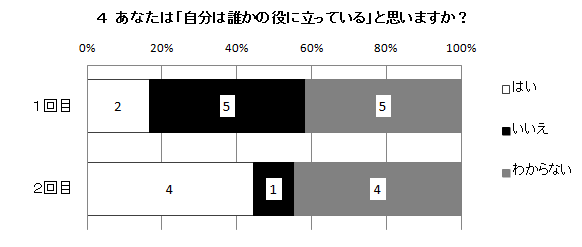 ４ あなたは「自分は誰かの役に立っている」と思いますか？
0% 20% 40% 60% 80% 100%
１回目 2 5 5
２回目 4 1 4
はい
いいえ
わからない